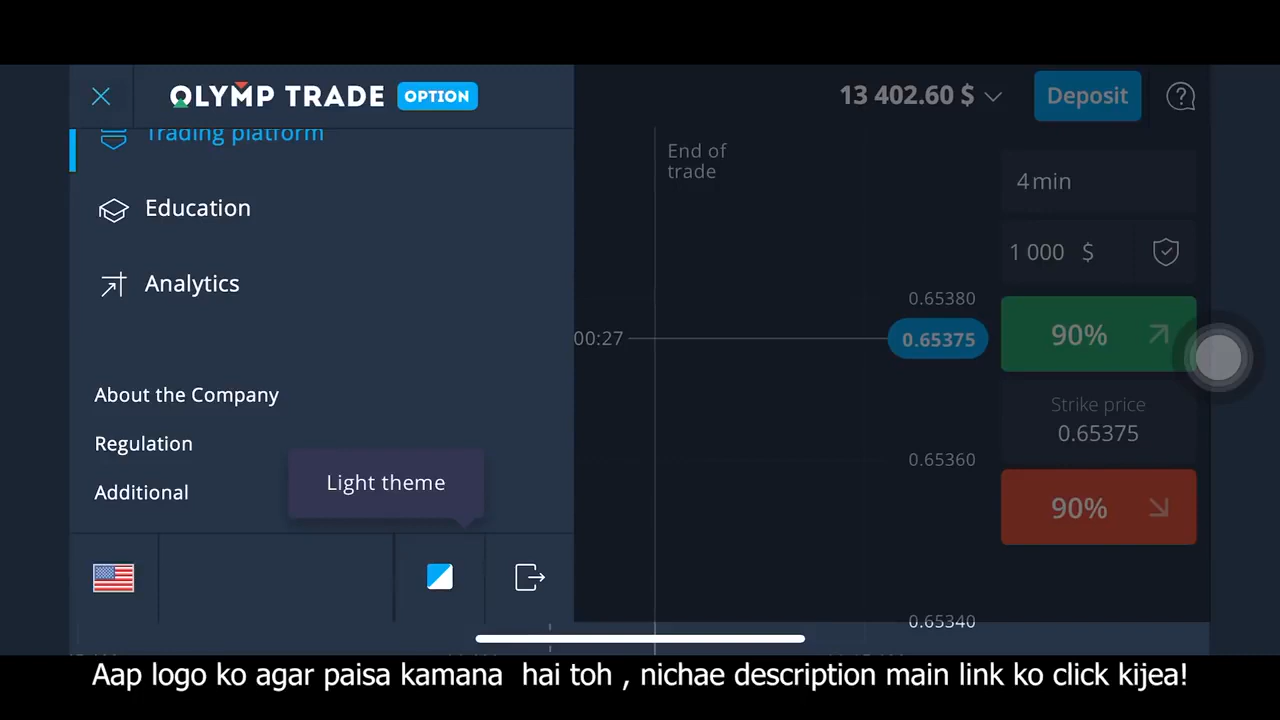 OLYMP TRADE OPTION
Trading platform
Education
Analytics
About the Company
Regulation
Additional
Light theme
13 402.60 $
Deposit
?
End of
trade
4 min
1 000 $
0.65380
00:27
0.65375
90%
Strike price
0.65375
0.65360
90%
0.65340
Aap logo ko agar paisa kamana hai toh , nichae description main link ko click kijea!